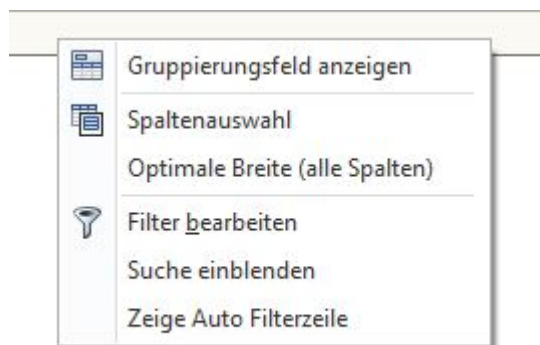 Gruppierungsfeld anzeigen
Spaltenauswahl
Optimale Breite (alle Spalten)
Filter bearbeiten
Suche einblenden
Zeige Auto Filterzeile